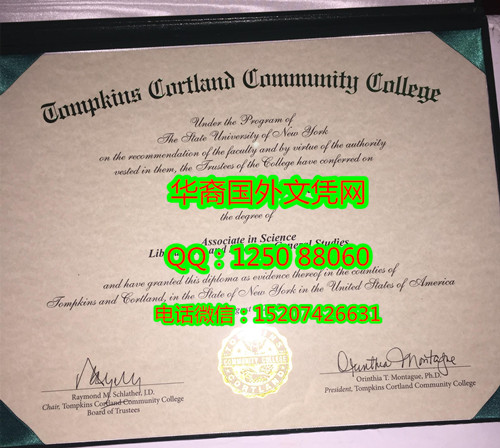 Tompkins Cortland Community College
Under the Program of
The State University of New York
on the recommendation of the faculty and by virtue of the authority
vested in them, the Trustees of the College have conferred on
华裔国外文凭网
the degree of
Associate in Science
General Studies
QQ：1250 88060
and have granted this diploma as evidence thereof in the counties of
Tompkins and Cortland, in the State of New York in the United States of America
电话微信：15207426631
Raymond M. Schlather, J.D.
Chair, Tompkins Cortland Community College
Board of Trustees
Orinthia Montague
Orinthia T. Montague, Ph.D.
President, Tompkins Cortland Community College